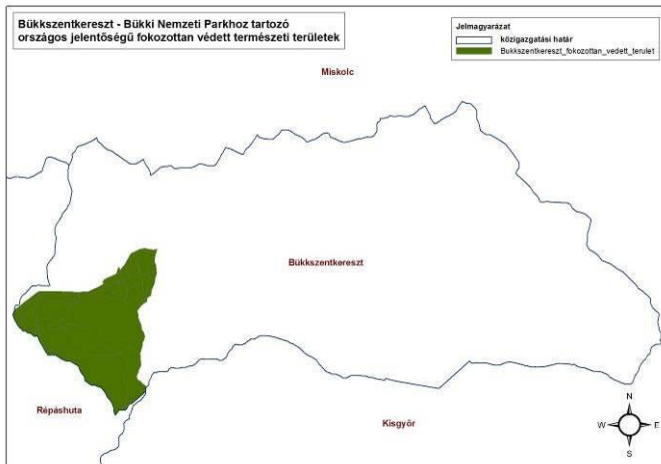 Bükkszentkereszt - Bükki Nemzeti Parkhoz tartozó
országos jelentőségű fokozottan védett természeti területek
Jelmagyarázat
közigazgatási határ
Bukkszentkereszt_fokozottan_vedett_terulet
Miskolc
Bükkszentkereszt
Répáshuta
Kisgyőr
N
W
E
S